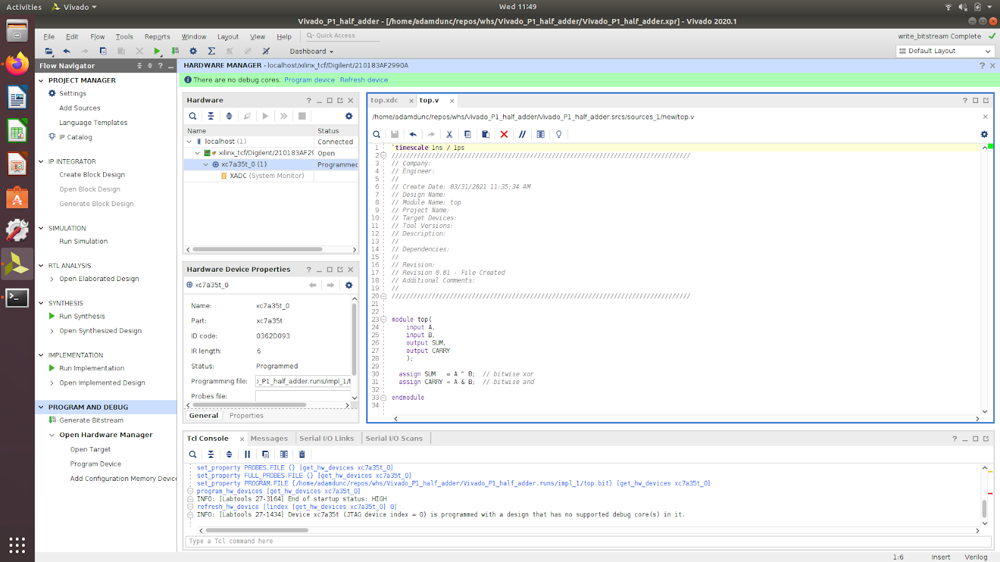 Activities Vivado Wed 11:49
Vivado_P1_half_adder - [/home/adamdunc/repos/whs/Vivado_P1_half_adder/Vivado_P1_half_adder.xpr] - Vivado 2020.1
File Edit Flow Tools Reports Window Layout View Help Quick Access write_bitstream Complete
Dashboard Default Layout
Flow Navigator
PROJECT MANAGER
Settings
Add Sources
Language Templates
IP Catalog
IP INTEGRATOR
Create Block Design
Open Block Design
Generate Block Design
SIMULATION
Run Simulation
RTL ANALYSIS
Open Elaborated Design
SYNTHESIS
Run Synthesis
Open Synthesized Design
IMPLEMENTATION
Run Implementation
Open Implemented Design
PROGRAM AND DEBUG
Generate Bitstream
Open Hardware Manager
Open Target
Program Device
Add Configuration Memory Device
HARDWARE MANAGER - localhost/xilinx_tcf/Digilent/210183AF2990A
There are no debug cores. Program device Refresh device
Hardware
Name Status
localhost (1) Connected
xilinx_tcf/Digilent/210183AF29 Open
xc7a35t_0 (1) Programmed
XADC (System Monitor)
Hardware Device Properties
xc7a35t_0
Name: xc7a35t_0
Part: xc7a35t
ID code: 0362D093
IR length: 6
Status: Programmed
Programming file: _P1_half_adder.runs/impl_1/t
Probes file:
General Properties
top.xdc top.v
/home/adamdunc/repos/whs/Vivado_P1_half_adder/Vivado_P1_half_adder.srcs/sources_1/new/top.v
1 `timescale 1ns / 1ps
2 //////////////////////////////////////////////////////////////////////////////////
3 // Company:
4 // Engineer:
5 //
6 // Create Date: 03/31/2021 11:35:34 AM
7 // Design Name:
8 // Module Name: top
9 // Project Name:
10 // Target Devices:
11 // Tool Versions:
12 // Description:
13 //
14 // Dependencies:
15 //
16 // Revision:
17 // Revision 0.01 - File Created
18 // Additional Comments:
19 //
20 //////////////////////////////////////////////////////////////////////////////////
21
22
23 module top(
24 input A,
25 input B,
26 output SUM,
27 output CARRY
28 );
29
30 assign SUM = A ^ B; // bitwise xor
31 assign CARRY = A & B; // bitwise and
32
33 endmodule
34
Tcl Console Messages Serial I/O Links Serial I/O Scans
set_property PROBES.FILE {} [get_hw_devices xc7a35t_0]
set_property FULL_PROBES.FILE {} [get_hw_devices xc7a35t_0]
set_property PROGRAM.FILE {/home/adamdunc/repos/whs/Vivado_P1_half_adder/Vivado_P1_half_adder.runs/impl_1/top.bit} [get_hw_devices xc7a35t_0]
program_hw_devices [get_hw_devices xc7a35t_0]
INFO: [Labtools 27-3164] End of startup status: HIGH
refresh_hw_device [lindex [get_hw_devices xc7a35t_0] 0]
INFO: [Labtools 27-1434] Device xc7a35t (JTAG device index = 0) is programmed with a design that has no supported debug core(s) in it.
Type a Tcl command here
1:6 Insert Verilog